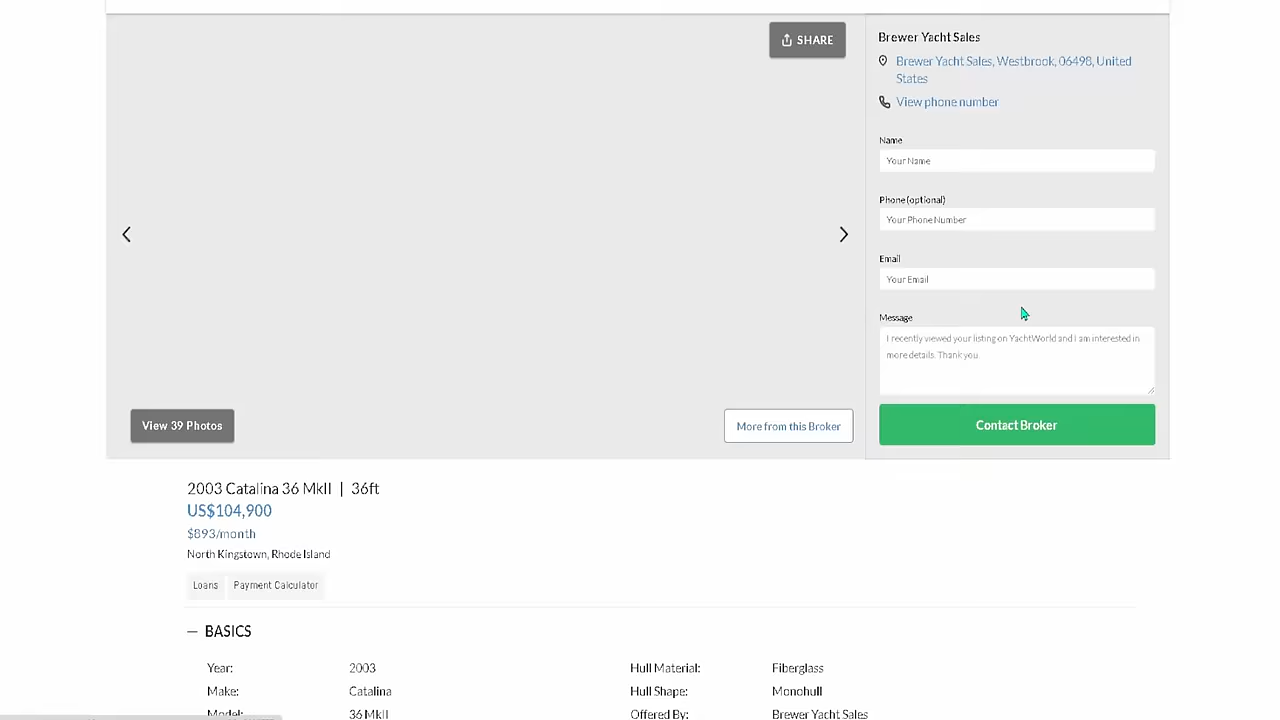 SHARE
Brewer Yacht Sales
Brewer Yacht Sales, Westbrook, 06498, United
States
View phone number
Name
Your Name
Phone (optional)
Your Phone Number
Email
Your Email
Message
I recently viewed your listing on YachtWorld and I am interested in
more details. Thank you.
View 39 Photos
More from this Broker
Contact Broker
2003 Catalina 36 MkII | 36ft
US$104,900
$893/month
North Kingstown, Rhode Island
Loans Payment Calculator
— BASICS
Year: 2003 Hull Material: Fiberglass
Make: Catalina Hull Shape: Monohull
Model: 36 MkII Offered By: Brewer Yacht Sales